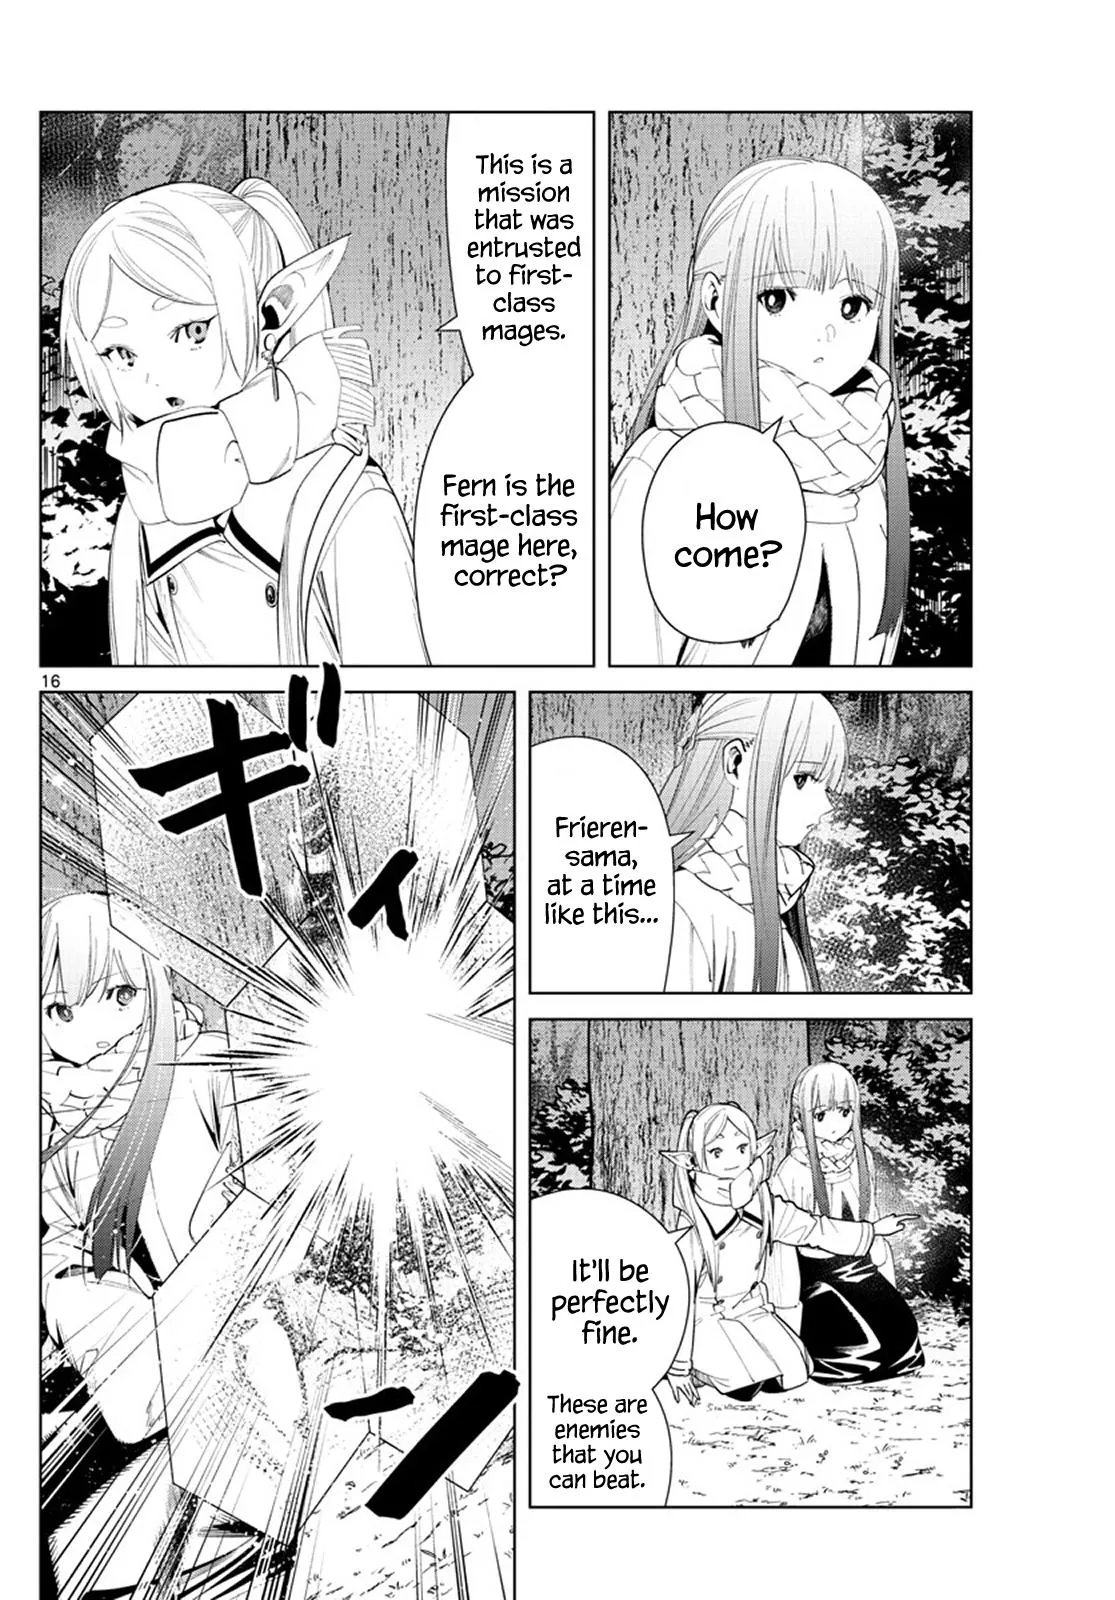 How
come?
This is a
mission
that was
entrusted
to first-
class
mages.
Fern is the
first-class
mage here,
correct?
Frieren-
sama,
at a time
like this...
It'll be
perfectly
fine.
These are
enemies
that you
can beat.
ギィーン
16